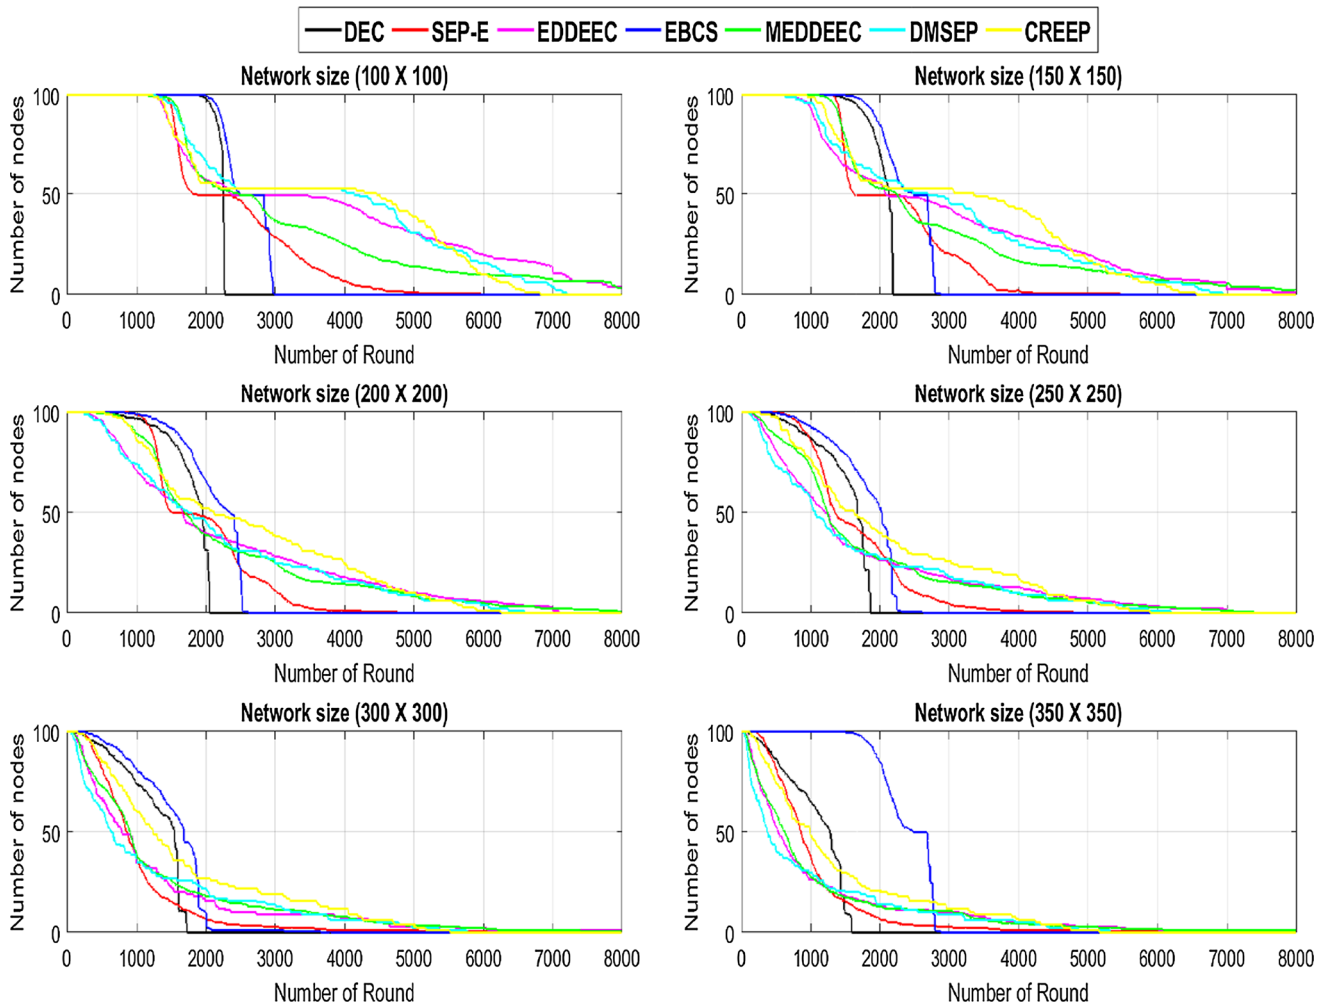 DEC SEP-E EDDEEC EBCS MEDDEEC DMSEP CREEP
Network size (100 X 100)
Number of nodes
100
50
0
0 1000 2000 3000 4000 5000 6000 7000 8000
Number of Round
Network size (150 X 150)
Number of nodes
100
50
0
0 1000 2000 3000 4000 5000 6000 7000 8000
Number of Round
Network size (200 X 200)
Number of nodes
100
50
0
0 1000 2000 3000 4000 5000 6000 7000 8000
Number of Round
Network size (250 X 250)
Number of nodes
100
50
0
0 1000 2000 3000 4000 5000 6000 7000 8000
Number of Round
Network size (300 X 300)
Number of nodes
100
50
0
0 1000 2000 3000 4000 5000 6000 7000 8000
Number of Round
Network size (350 X 350)
Number of nodes
100
50
0
0 1000 2000 3000 4000 5000 6000 7000 8000
Number of Round